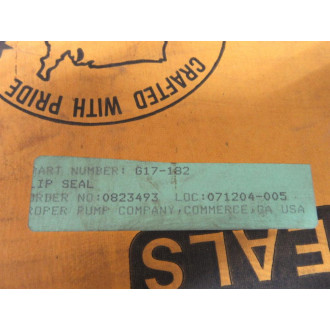 CRAFTED WITH PRIDE
PART NUMBER: G17-182
LIP SEAL
ORDER NO:0823493 LOC:071204-005
ROPER PUMP COMPANY,COMMERCE,GA USA
EALS